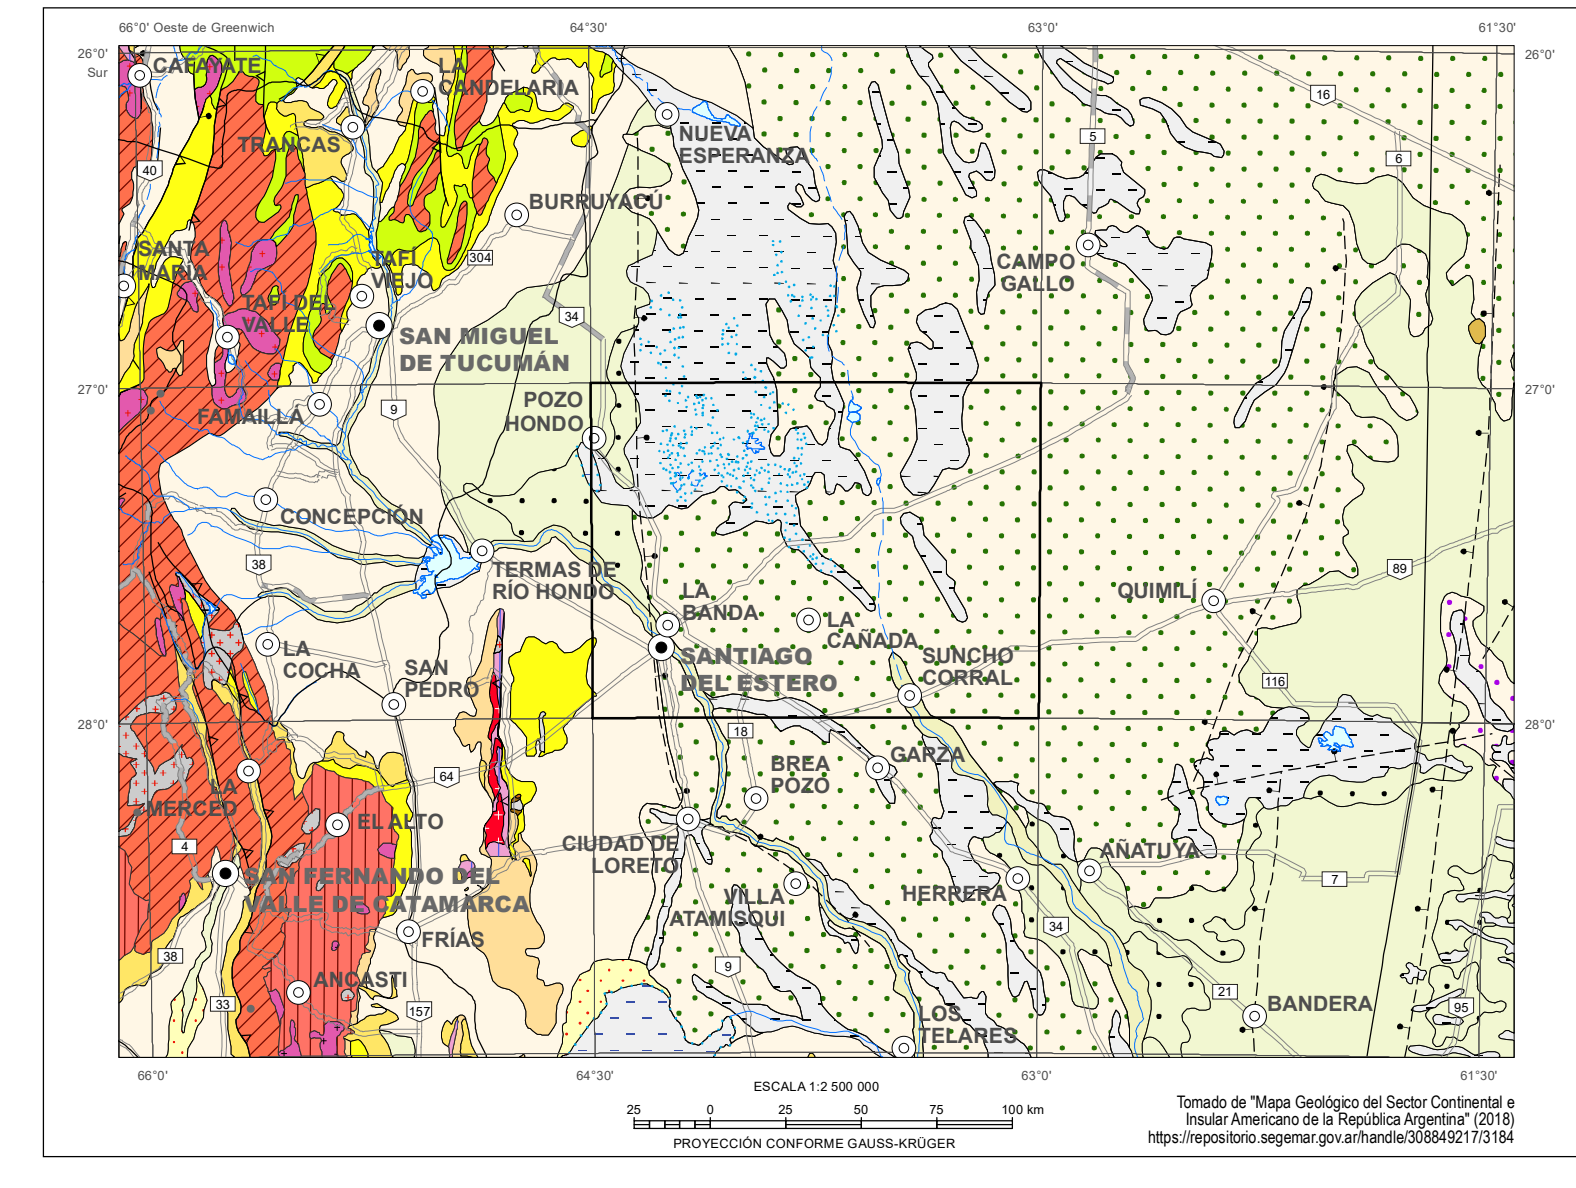 66°0' Oeste de Greenwich
64°30'
63°0'
61°30'
26°0'
Sur
26°0'
CAFAYATE
LA
CANDELARIA
16
NUEVA
ESPERANZA
5
TRANCAS
6
40
BURRUYACÚ
SANTA
MARÍA
TAFÍ
VIEJO
304
CAMPO
GALLO
TAFÍ DEL
VALLE
34
SAN MIGUEL
DE TUCUMÁN
27°0'
27°0'
POZO
HONDO
FAMAILLÁ
9
CONCEPCIÓN
38
TERMAS DE
RÍO HONDO
89
LA
BANDA
QUIMILÍ
LA
CAÑADA
LA
COCHA
SAN
PEDRO
SANTIAGO
DEL ESTERO
SUNCHO
CORRAL
116
28°0'
28°0'
18
GARZA
64
BREA
POZO
LA
MERCED
EL ALTO
4
CIUDAD DE
LORETO
AÑATUYA
SAN FERNANDO DEL
VALLE DE CATAMARCA
7
VILLA
ATAMISQUI
HERRERA
34
FRÍAS
38
9
ANCASTI
21
BANDERA
33
157
95
LOS
TELARES
66°0'
64°30'
63°0'
61°30'
ESCALA 1:2 500 000
25 0 25 50 75 100 km
PROYECCIÓN CONFORME GAUSS-KRÜGER
Tomado de "Mapa Geológico del Sector Continental e
Insular Americano de la República Argentina" (2018)
https://repositorio.segemar.gov.ar/handle/308849217/3184